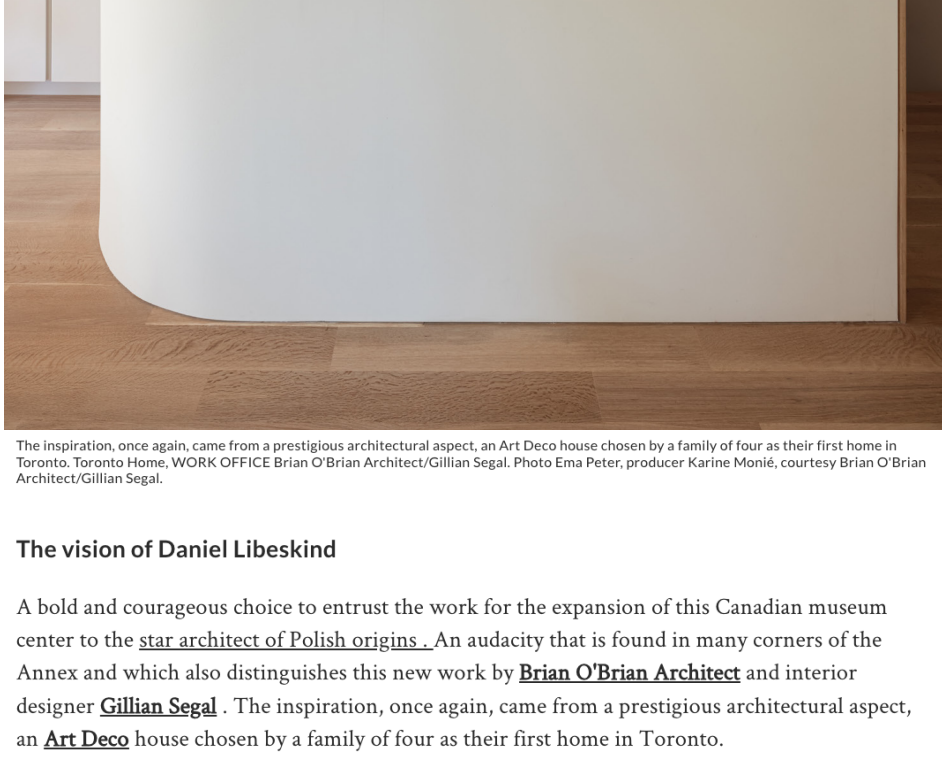 The inspiration, once again, came from a prestigious architectural aspect, an Art Deco house chosen by a family of four as their first home in
Toronto. Toronto Home, WORK OFFICE Brian O'Brian Architect/Gillian Segal. Photo Ema Peter, producer Karine Monié, courtesy Brian O'Brian
Architect/Gillian Segal.
The vision of Daniel Libeskind
A bold and courageous choice to entrust the work for the expansion of this Canadian museum
center to the star architect of Polish origins . An audacity that is found in many corners of the
Annex and which also distinguishes this new work by Brian O'Brian Architect and interior
designer Gillian Segal . The inspiration, once again, came from a prestigious architectural aspect,
an Art Deco house chosen by a family of four as their first home in Toronto.